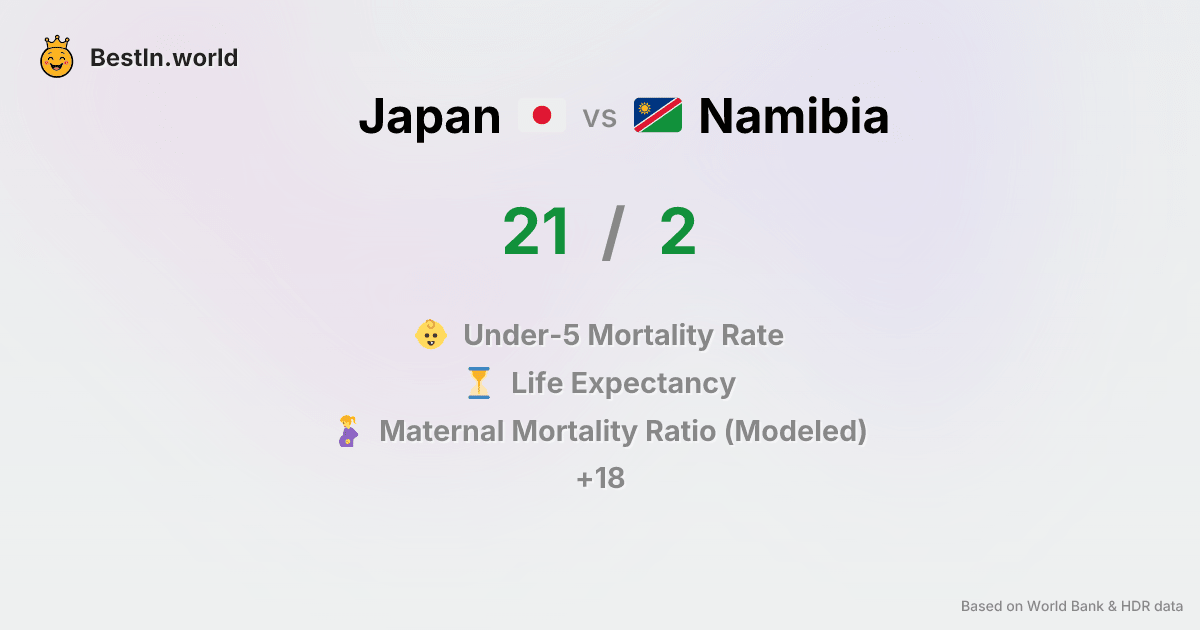 BestIn.world
Japan vs Namibia
21 / 2
Under-5 Mortality Rate
Life Expectancy
Maternal Mortality Ratio (Modeled)
+18
Based on World Bank & HDR data